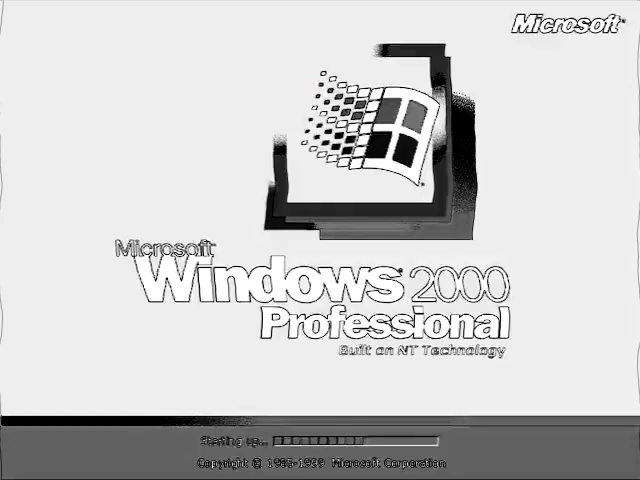 Microsoft
Microsoft
Windows 2000
Professional
Built on NT Technology
Starting up...
Copyright © 1985-1999 Microsoft Corporation